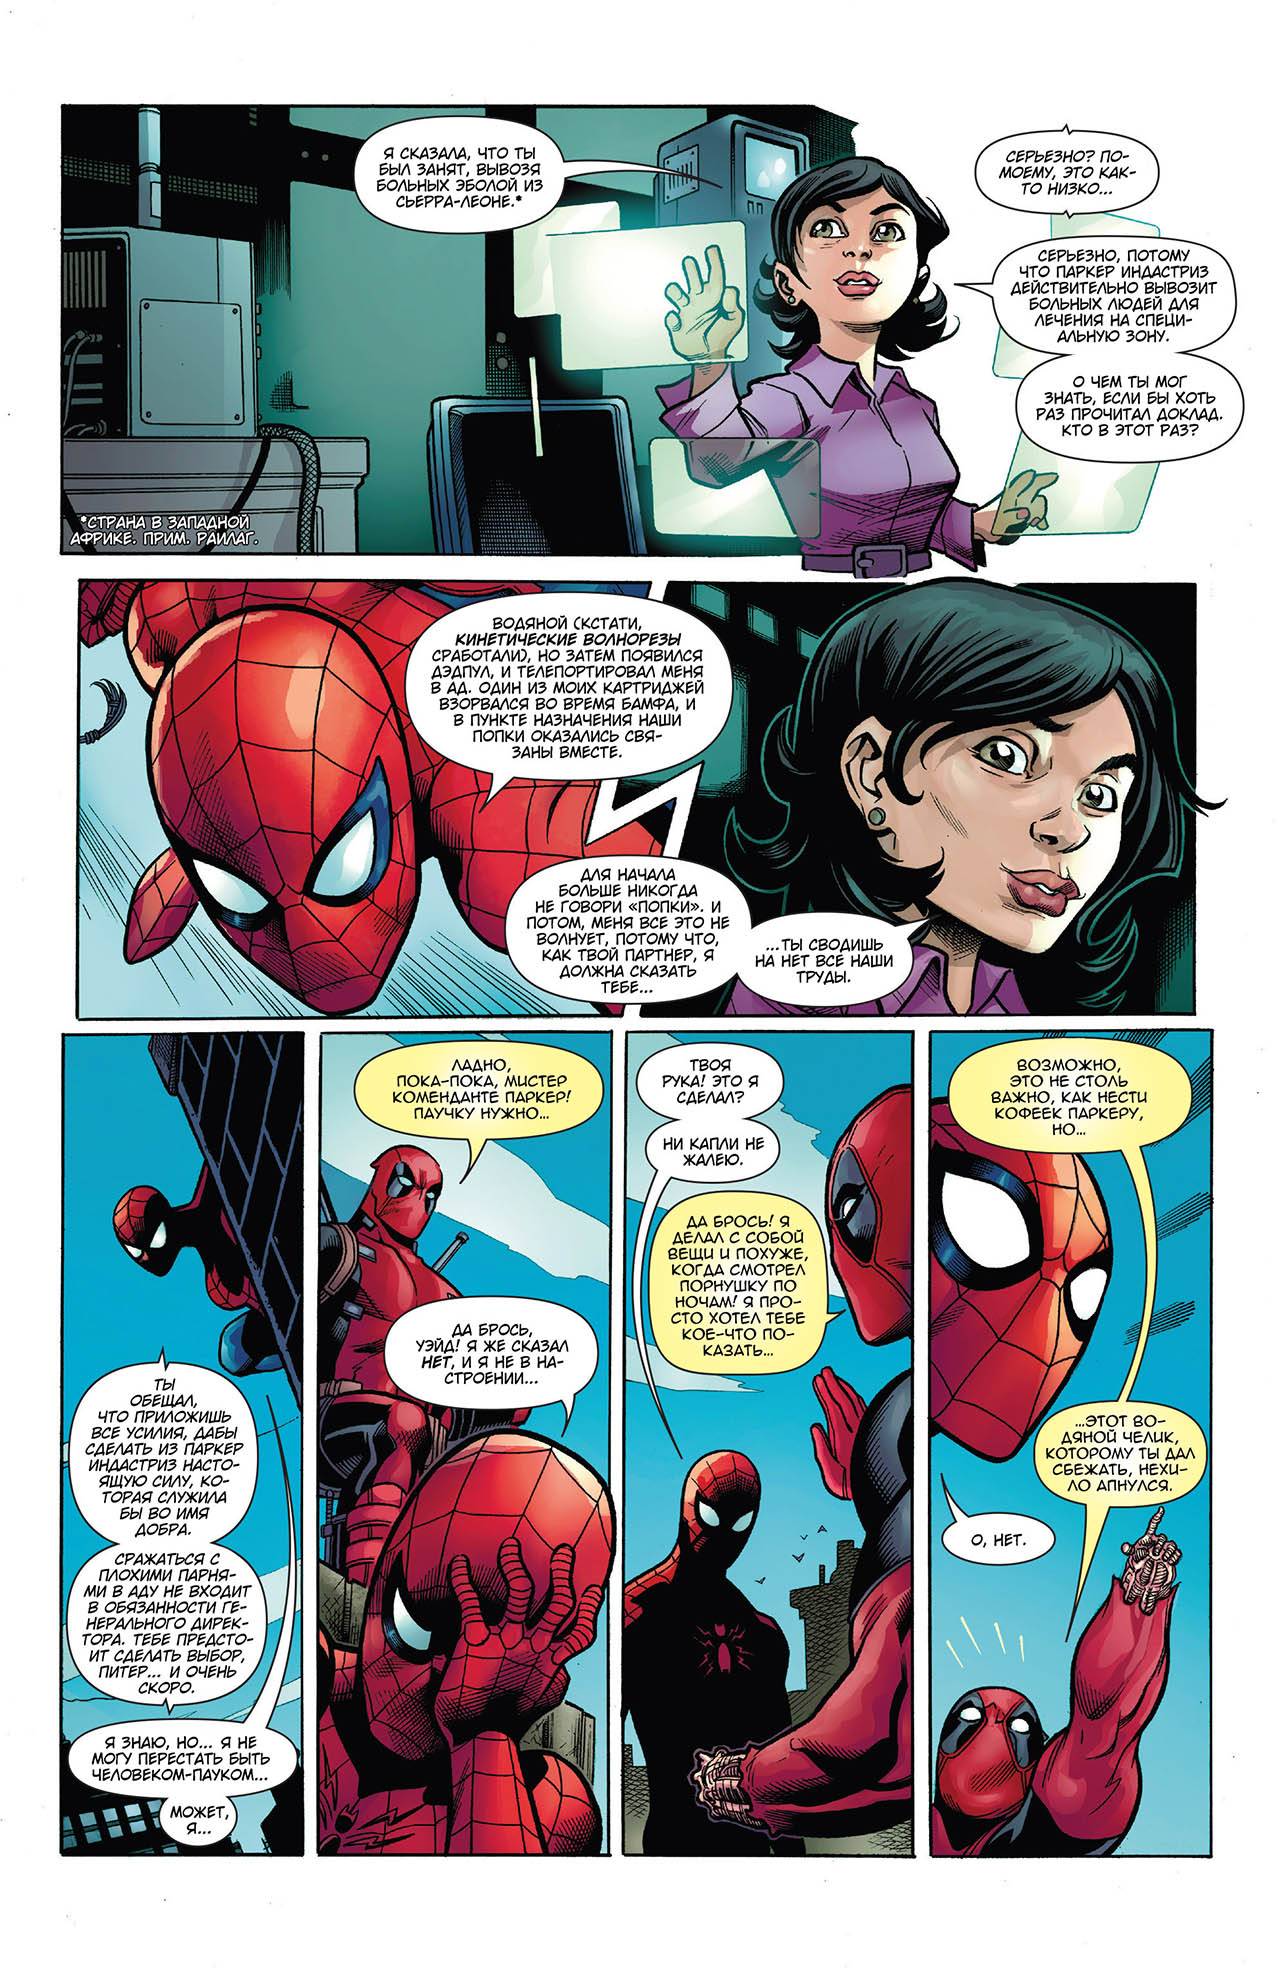 Я СКАЗАЛА, ЧТО ТЫ
БЫЛ ЗАНЯТ, ВЫВОЗЯ
БОЛЬНЫХ ЭБОЛОЙ ИЗ
СЬЕРРА-ЛЕОНЕ.*
СЕРЬЕЗНО? ПО-
МОЕМУ, ЭТО КАК-
ТО НИЗКО...
СЕРЬЕЗНО, ПОТОМУ
ЧТО ПАРКЕР ИНДАСТРИЗ
ДЕЙСТВИТЕЛЬНО ВЫВОЗИТ
БОЛЬНЫХ ЛЮДЕЙ ДЛЯ
ЛЕЧЕНИЯ НА СПЕЦИ-
АЛЬНУЮ ЗОНУ.
О ЧЕМ ТЫ МОГ
ЗНАТЬ, ЕСЛИ БЫ ХОТЬ
РАЗ ПРОЧИТАЛ ДОКЛАД.
КТО В ЭТОТ РАЗ?
*СТРАНА В ЗАПАДНОЙ
АФРИКЕ. ПРИМ. РАИЛАГ.
ВОДЯНОЙ (КСТАТИ,
КИНЕТИЧЕСКИЕ ВОЛНОРЕЗЫ
СРАБОТАЛИ), НО ЗАТЕМ ПОЯВИЛСЯ
ДЭДПУЛ, И ТЕЛЕПОРТИРОВАЛ МЕНЯ
В АД. ОДИН ИЗ МОИХ КАРТРИДЖЕЙ
ВЗОРВАЛСЯ ВО ВРЕМЯ БАМФА, И
В ПУНКТЕ НАЗНАЧЕНИЯ НАШИ
ПОПКИ ОКАЗАЛИСЬ СВЯ-
ЗАНЫ ВМЕСТЕ.
ДЛЯ НАЧАЛА
БОЛЬШЕ НИКОГДА
НЕ ГОВОРИ «ПОПКИ». И
ПОТОМ, МЕНЯ ВСЕ ЭТО НЕ
ВОЛНУЕТ, ПОТОМУ ЧТО,
КАК ТВОЙ ПАРТНЕР, Я
ДОЛЖНА СКАЗАТЬ
ТЕБЕ...
...ТЫ СВОДИШЬ
НА НЕТ ВСЕ НАШИ
ТРУДЫ.
ТЫ
ОБЕЩАЛ,
ЧТО ПРИЛОЖИШЬ
ВСЕ УСИЛИЯ, ДАБЫ
СДЕЛАТЬ ИЗ ПАРКЕР
ИНДАСТРИЗ НАСТО-
ЯЩУЮ СИЛУ, КО-
ТОРАЯ СЛУЖИЛА
БЫ ВО ИМЯ
ДОБРА.
СРАЖАТЬСЯ С
ПЛОХИМИ ПАРНЯ-
МИ В АДУ НЕ ВХОДИТ
В ОБЯЗАННОСТИ ГЕ-
НЕРАЛЬНОГО ДИРЕК-
ТОРА. ТЕБЕ ПРЕДСТО-
ИТ СДЕЛАТЬ ВЫБОР,
ПИТЕР... И ОЧЕНЬ
СКОРО.
Я ЗНАЮ, НО... Я НЕ
МОГУ ПЕРЕСТАТЬ БЫТЬ
ЧЕЛОВЕКОМ-ПАУКОМ...
МОЖЕТ,
Я...
ЛАДНО,
ПОКА-ПОКА, МИСТЕР
КОМЕНДАНТЕ ПАРКЕР!
ПАУЧКУ НУЖНО...
ДА БРОСЬ,
УЭЙД! Я ЖЕ СКАЗАЛ
НЕТ, И Я НЕ В НА-
СТРОЕНИИ...
ТВОЯ
РУКА! ЭТО Я
СДЕЛАЛ?
НИ КАПЛИ НЕ
ЖАЛЕЮ.
ДА БРОСЬ! Я
ДЕЛАЛ С СОБОЙ
ВЕЩИ И ПОХУЖЕ,
КОГДА СМОТРЕЛ
ПОРНУШКУ ПО
НОЧАМ! Я ПРО-
СТО ХОТЕЛ ТЕБЕ
КОЕ-ЧТО ПО-
КАЗАТЬ...
ВОЗМОЖНО,
ЭТО НЕ СТОЛЬ
ВАЖНО, КАК НЕСТИ
КОФЕЕК ПАРКЕРУ,
НО...
...ЭТОТ ВО-
ДЯНОЙ ЧЕЛИК,
КОТОРОМУ ТЫ ДАЛ
СБЕЖАТЬ, НЕХИ-
ЛО АПНУЛСЯ.
О, НЕТ.